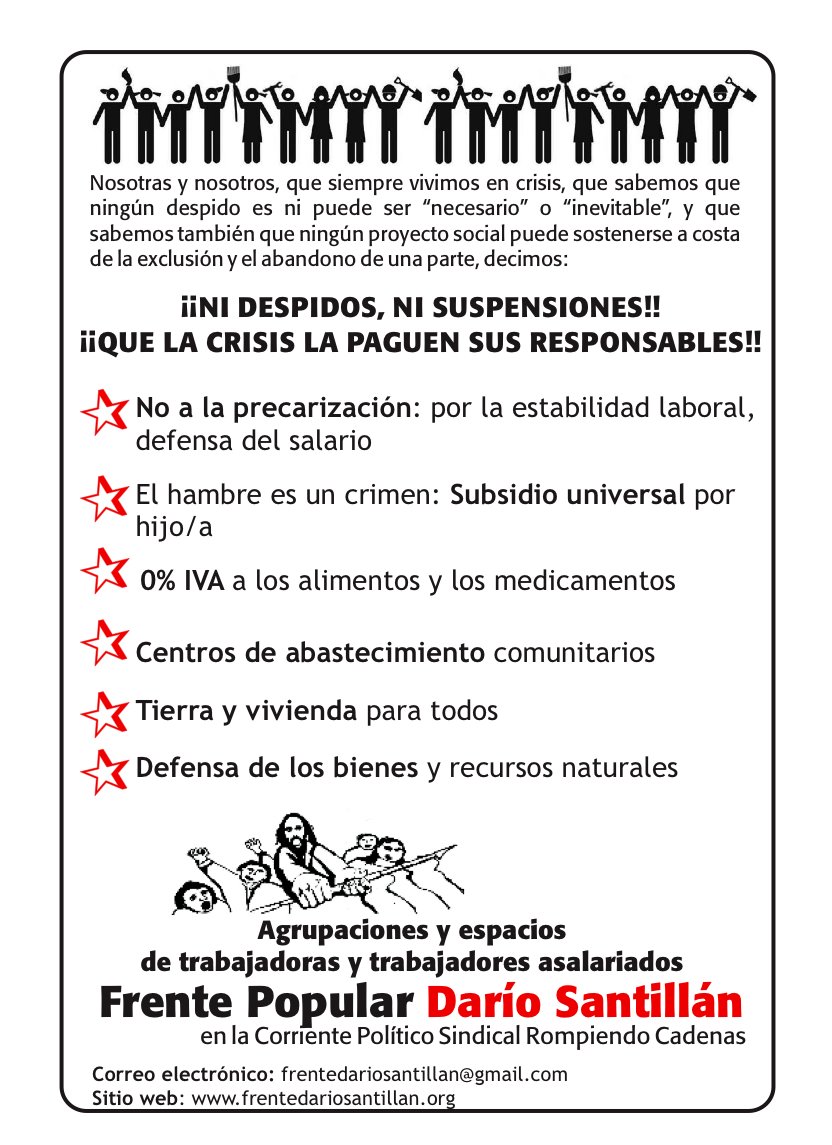 Nosotras y nosotros, que siempre vivimos en crisis, que sabemos que
ningún despido es ni puede ser “necesario” o “inevitable”, y que
sabemos también que ningún proyecto social puede sostenerse a costa
de la exclusión y el abandono de una parte, decimos:
¡¡NI DESPIDOS, NI SUSPENSIONES!!
¡¡QUE LA CRISIS LA PAGUEN SUS RESPONSABLES!!
No a la precarización: por la estabilidad laboral,
defensa del salario
El hambre es un crimen: Subsidio universal por
hijo/a
0% IVA a los alimentos y los medicamentos
Centros de abastecimiento comunitarios
Tierra y vivienda para todos
Defensa de los bienes y recursos naturales
Agrupaciones y espacios
de trabajadoras y trabajadores asalariados
Frente Popular Darío Santillán
en la Corriente Político Sindical Rompiendo Cadenas
Correo electrónico: frentedariosantillan@gmail.com
Sitio web: www.frentedariosantillan.org